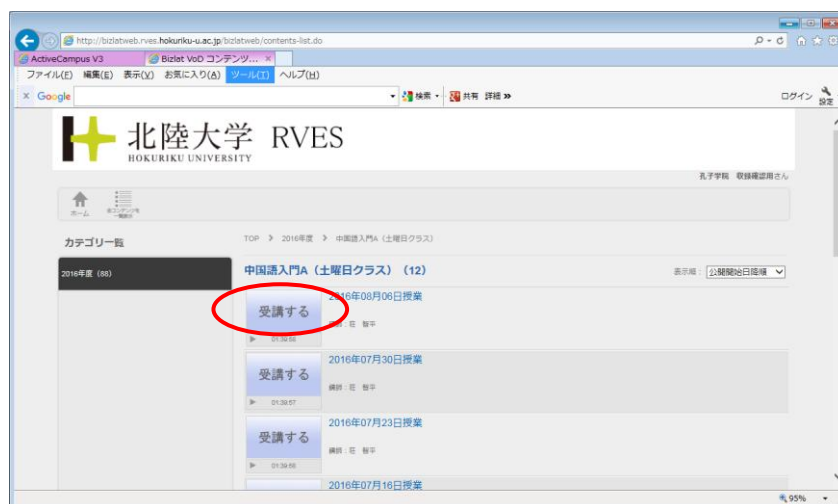 http://bizlatweb.rves.hokuriku-u.ac.jp/bizlatweb/contents-list.do
ActiveCampus V3
Bizlat VoD コンテンツ... ×
ファイル(F) 編集(E) 表示(V) お気に入り(A) ツール(T) ヘルプ(H)
× Google 検索 共有 詳細 » ログイン 設定
北陸大学 RVES
HOKURIKU UNIVERSITY
孔子学院 収録確認用さん
ホーム
カテゴリ一覧
TOP > 2016年度 > 中国語入門A（土曜日クラス）
2016年度 (88)
中国語入門A（土曜日クラス）（12）
表示順： 公開開始日降順
受講する
2016年08月06日授業
01:39:58
受講する
2016年07月30日授業
01:39:57
受講する
2016年07月23日授業
01:39:58
2016年07月16日授業
95%